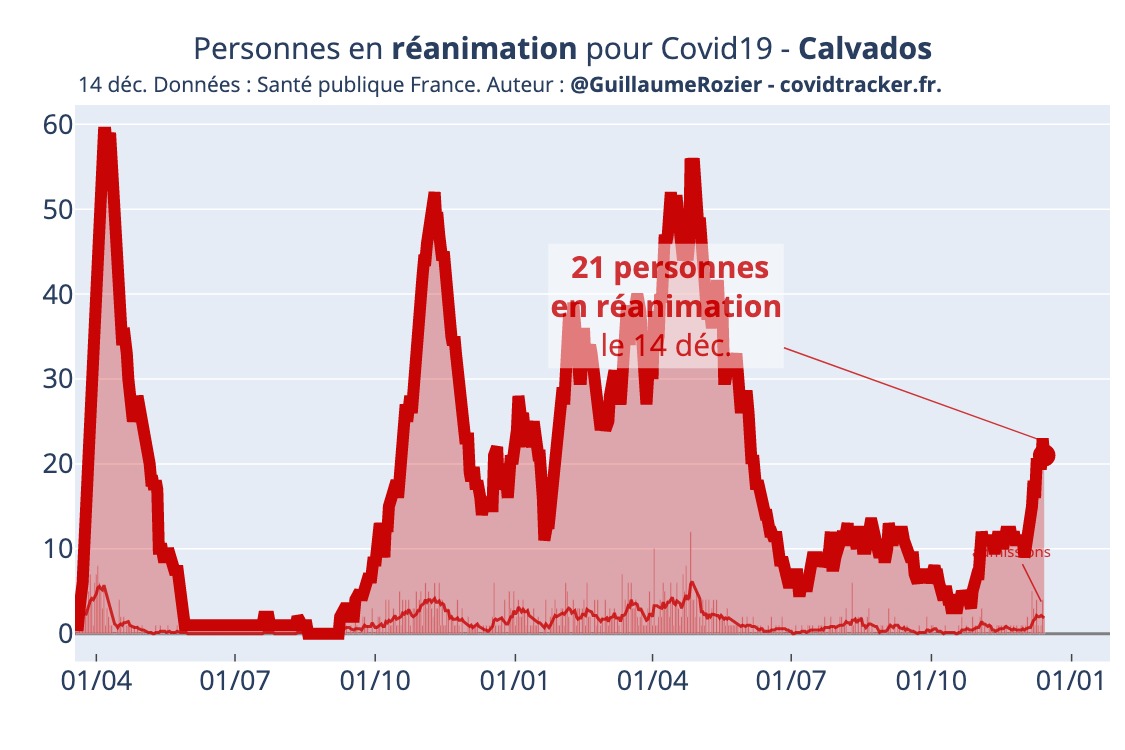 Personnes en réanimation pour Covid19 - Calvados
14 déc. Données : Santé publique France. Auteur : @GuillaumeRozier - covidtracker.fr.
60
50
40
30
20
10
0
21 personnes
en réanimation
le 14 déc.
admissions
01/04 01/07 01/10 01/01 01/04 01/07 01/10 01/01